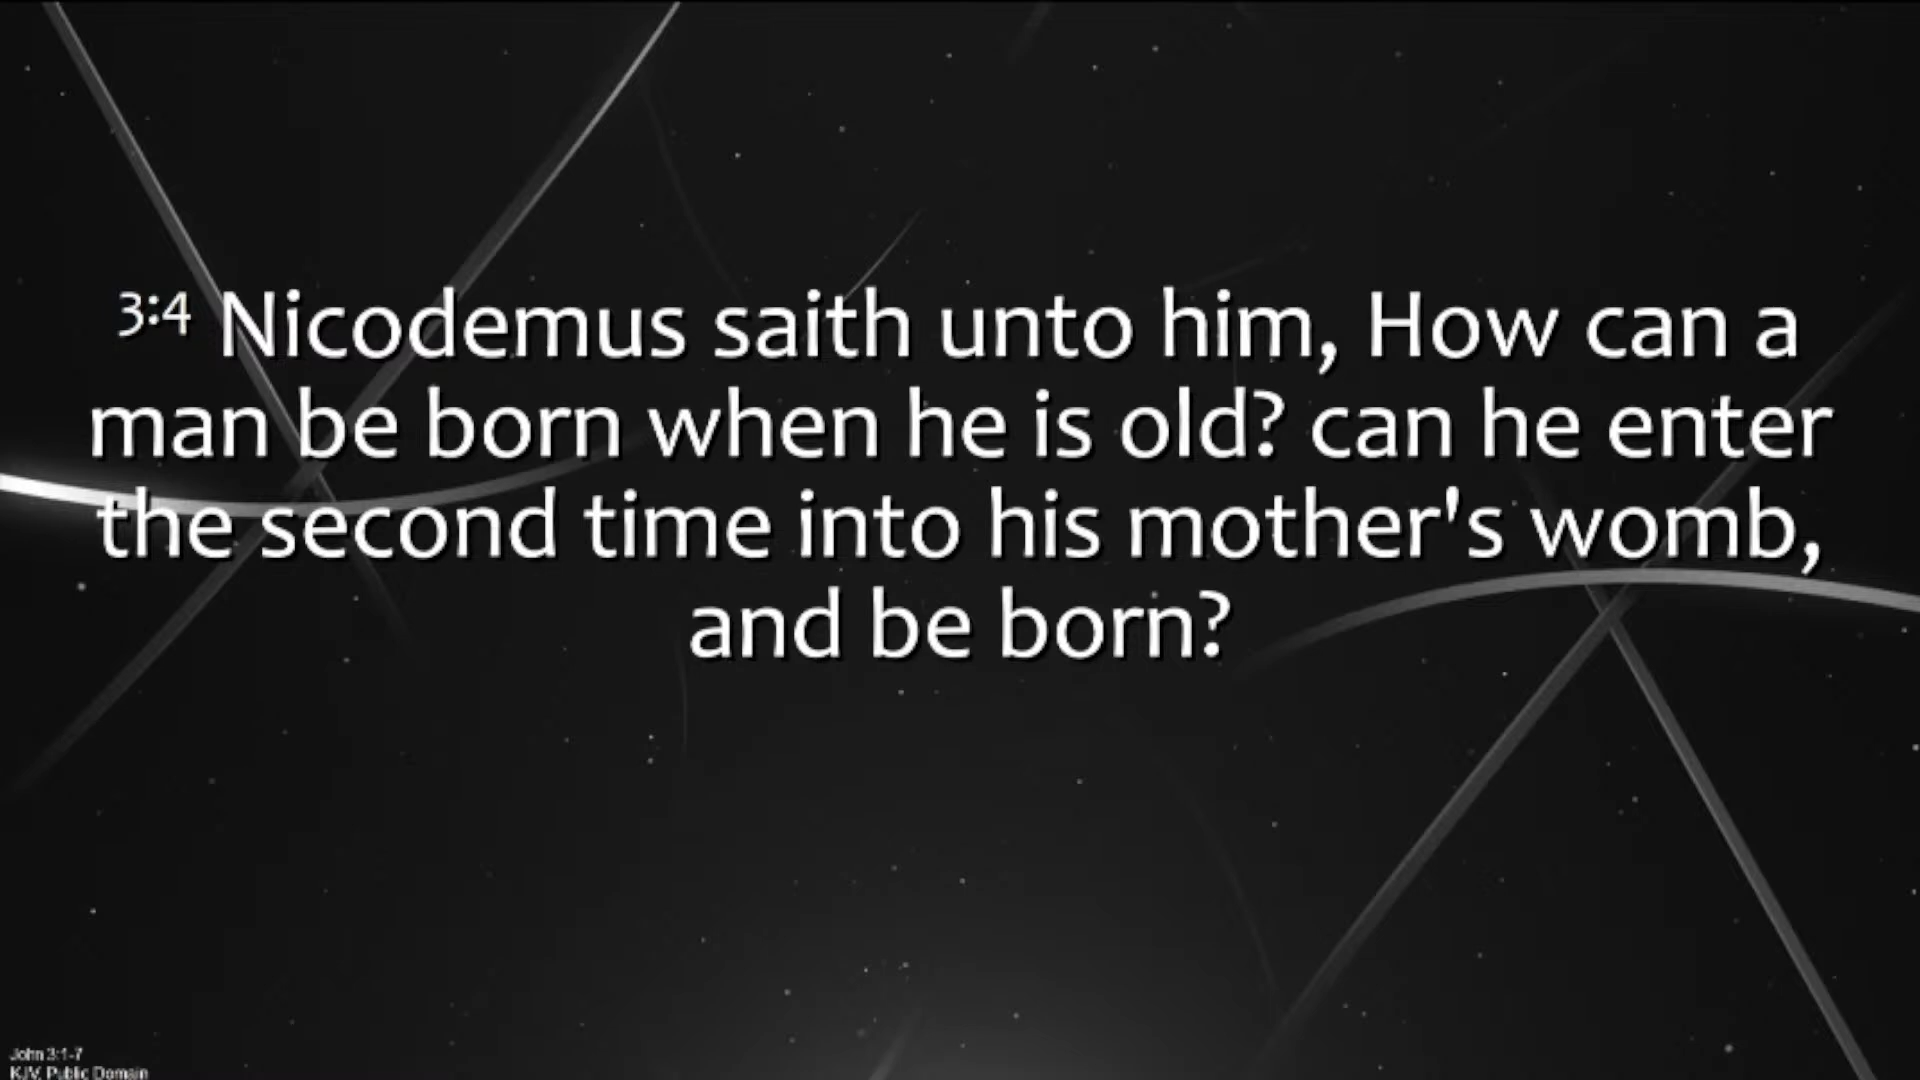 3:4 Nicodemus saith unto him, How can a
man be born when he is old? can he enter
the second time into his mother's womb,
and be born?
John 3:1-7
KJV, Public Domain